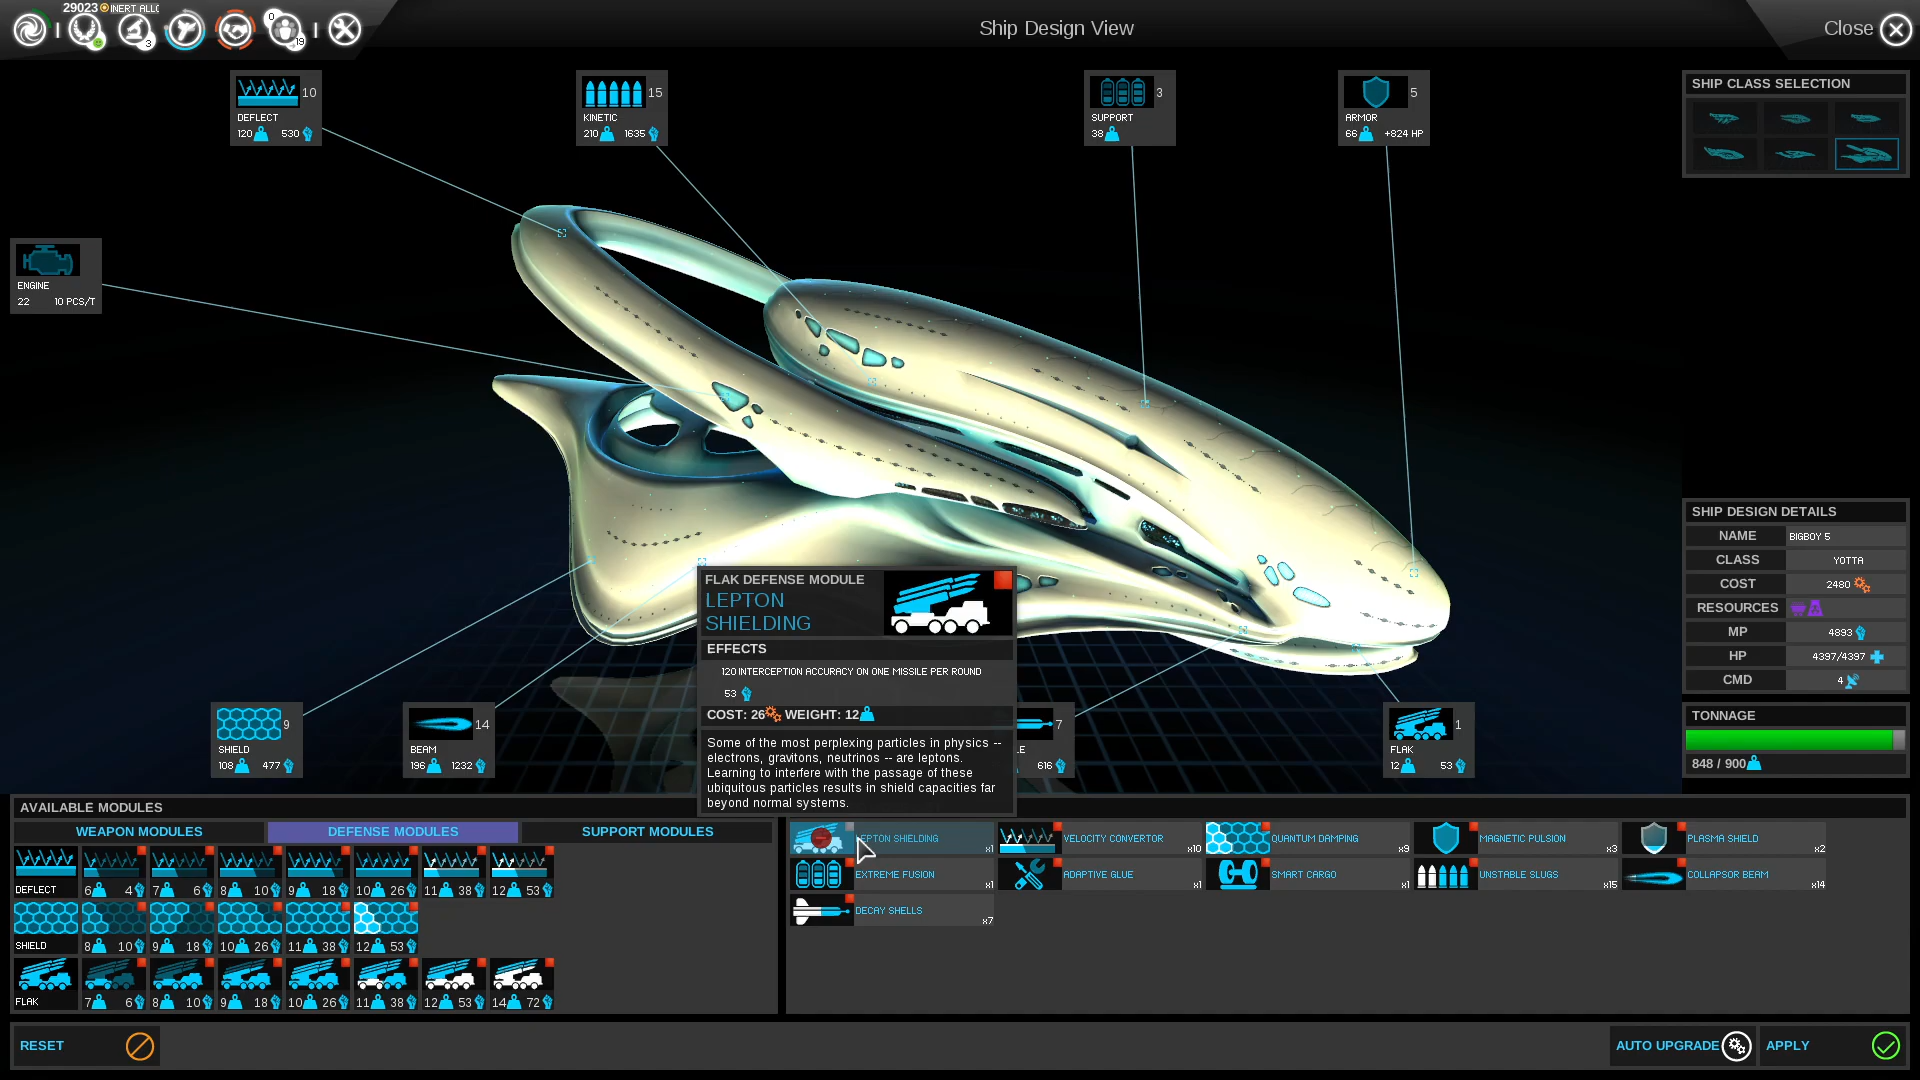 29023 INERT ALLO
3
0
19
Ship Design View
Close
10
DEFLECT
120 530
15
KINETIC
210 1635
3
SUPPORT
38
5
ARMOR
66 +824 HP
SHIP CLASS SELECTION
ENGINE
22 10 PCS/T
SHIP DESIGN DETAILS
NAME BIGBOY 5
CLASS YOTTA
COST 2480
RESOURCES
MP 4893
HP 4397/4397
CMD 4
TONNAGE
848 / 900
FLAK DEFENSE MODULE
LEPTON
SHIELDING
EFFECTS
120 INTERCEPTION ACCURACY ON ONE MISSILE PER ROUND
53
COST: 26 WEIGHT: 12
Some of the most perplexing particles in physics --
electrons, gravitons, neutrinos -- are leptons.
Learning to interfere with the passage of these
ubiquitous particles results in shield capacities far
beyond normal systems.
9
SHIELD
108 477
14
BEAM
196 1232
7
LE
616
1
FLAK
12 53
AVAILABLE MODULES
WEAPON MODULES DEFENSE MODULES SUPPORT MODULES
DEFLECT 6 4 7 6 8 10 9 18 10 26 11 38 12 53
SHIELD 8 10 9 18 10 26 11 38 12 53
FLAK 7 6 8 10 9 18 10 26 11 38 12 53 14 72
LEPTON SHIELDING x1 VELOCITY CONVERTOR x10 QUANTUM DAMPING x9 MAGNETIC PULSION x3 PLASMA SHIELD x2
EXTREME FUSION x1 ADAPTIVE GLUE x1 SMART CARGO x1 UNSTABLE SLUGS x15 COLLAPSOR BEAM x14
DECAY SHELLS x7
RESET
AUTO UPGRADE
APPLY